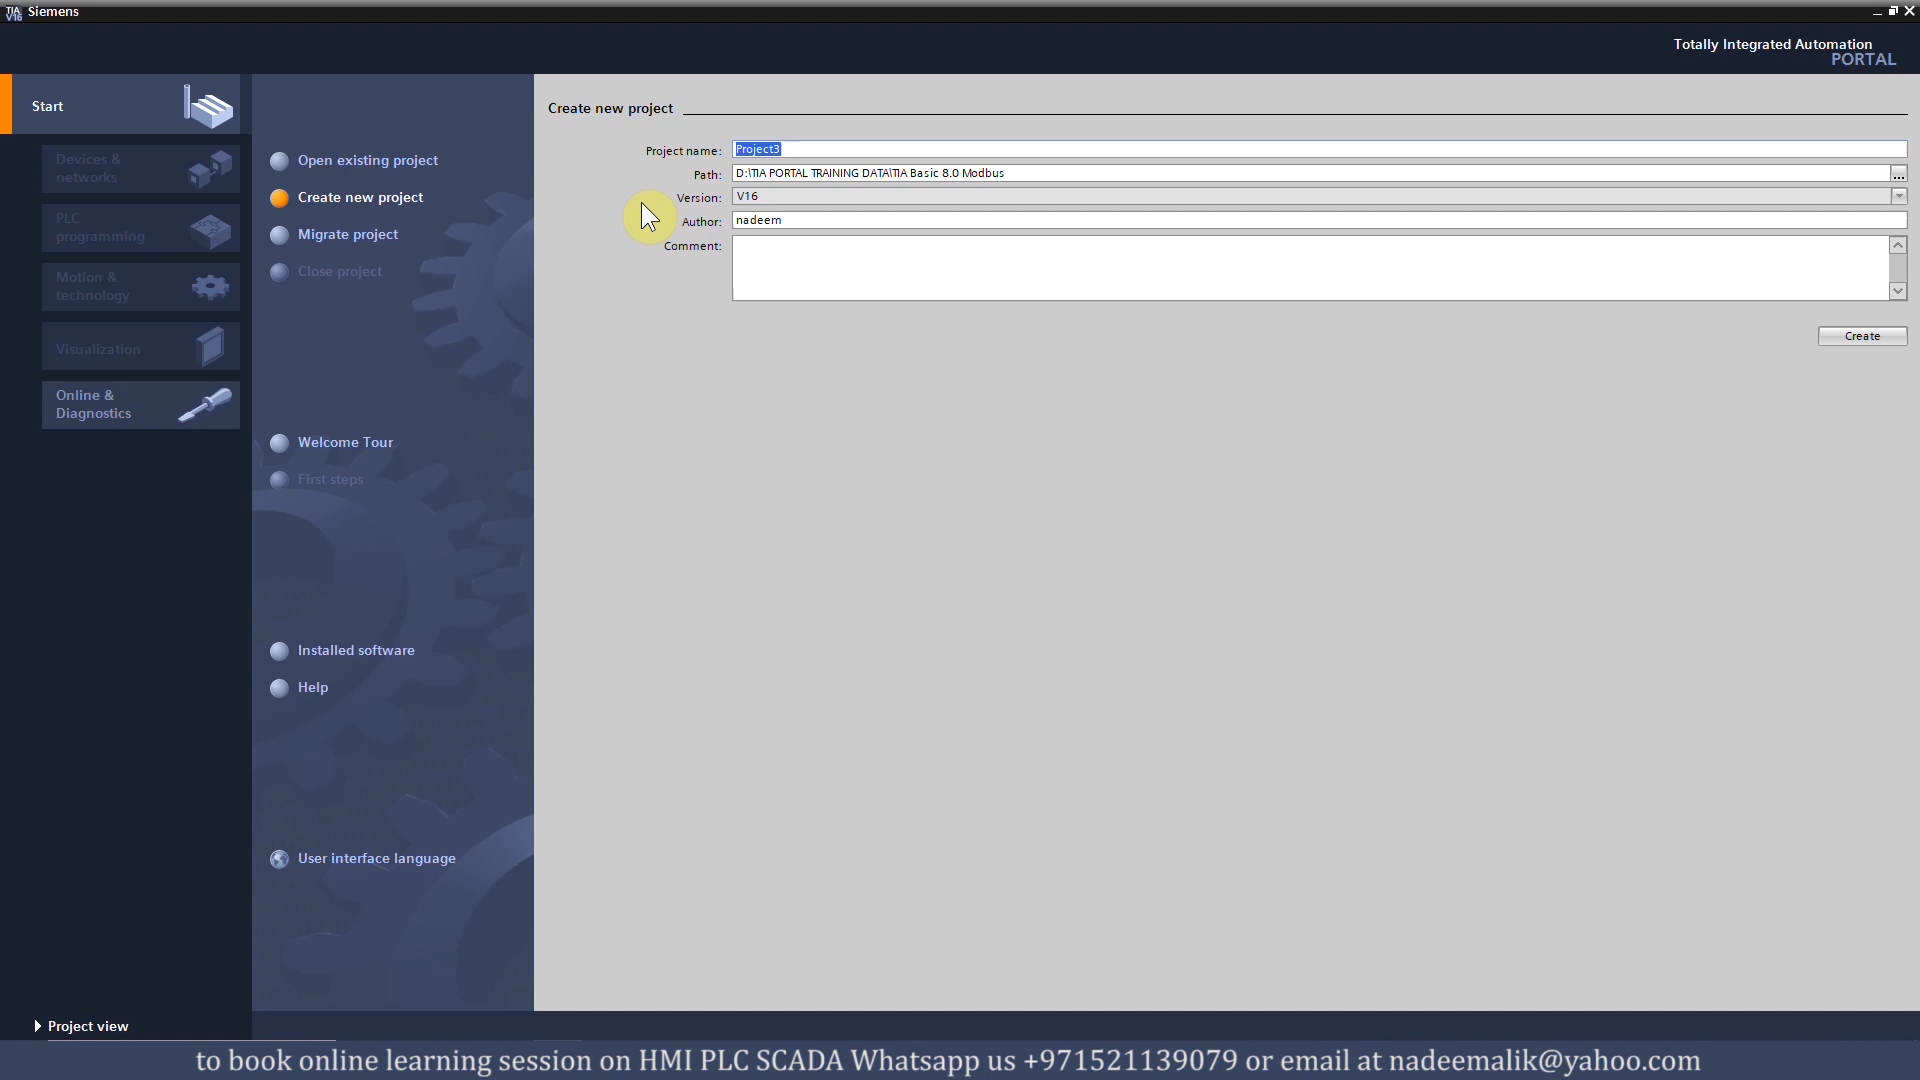 TIA
V16
Siemens
Totally Integrated Automation
PORTAL
Start
Devices &
networks
PLC
programming
Motion &
technology
Visualization
Online &
Diagnostics
Open existing project
Create new project
Migrate project
Close project
Welcome Tour
First steps
Installed software
Help
User interface language
Create new project
Project name: Project3
Path: D:\TIA PORTAL TRAINING DATA\TIA Basic 8.0 Modbus ...
Version: V16
Author: nadeem
Comment:
Create
Project view
to book online learning session on HMI PLC SCADA Whatsapp us +971521139079 or email at nadeemalik@yahoo.com